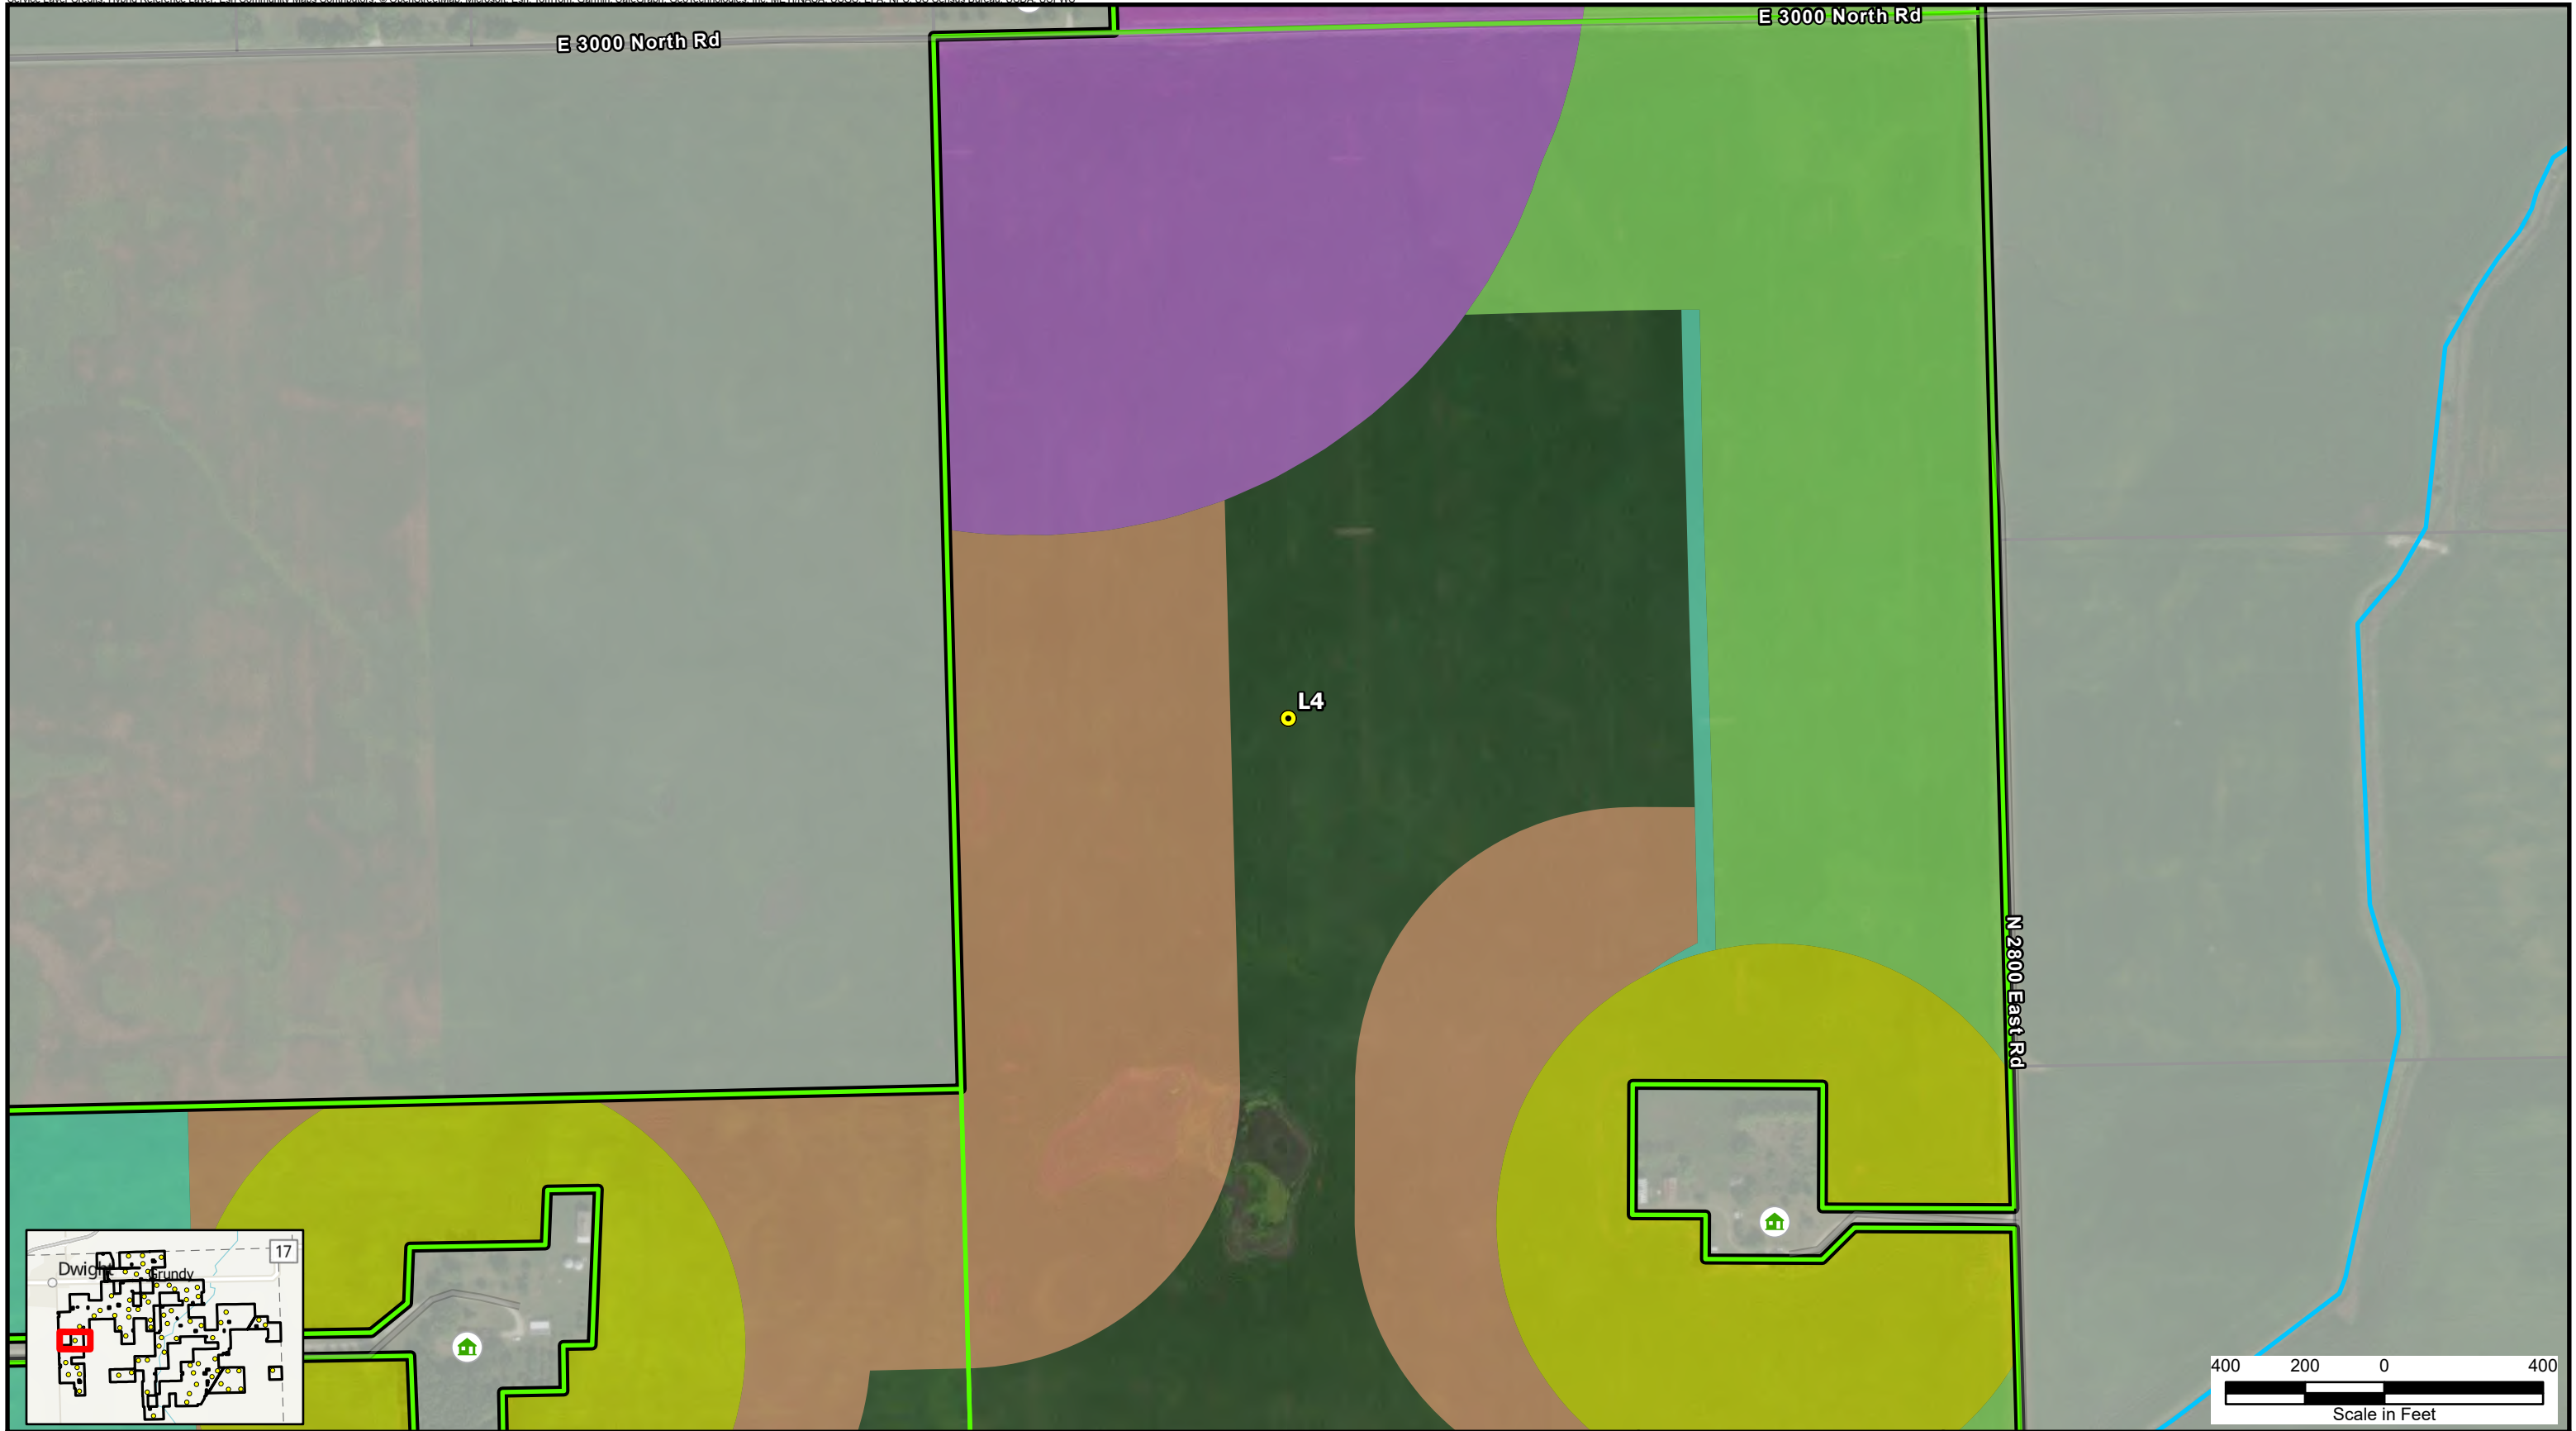 E 3000 North Rd
E 3000 North Rd
L4
N 2800 East Rd
17
Dwight
Grundy
400 200 0 400
Scale in Feet